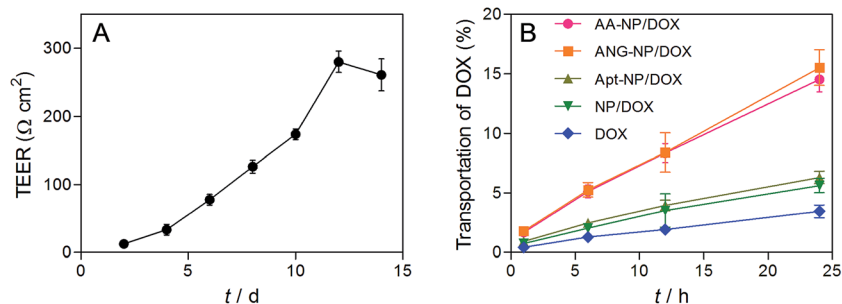 A
TEER (Ω cm²)
300
200
100
0
0 5 10 15
t / d
B
Transportation of DOX (%)
20
15
10
5
0
AA-NP/DOX
ANG-NP/DOX
Apt-NP/DOX
NP/DOX
DOX
0 5 10 15 20 25
t / h